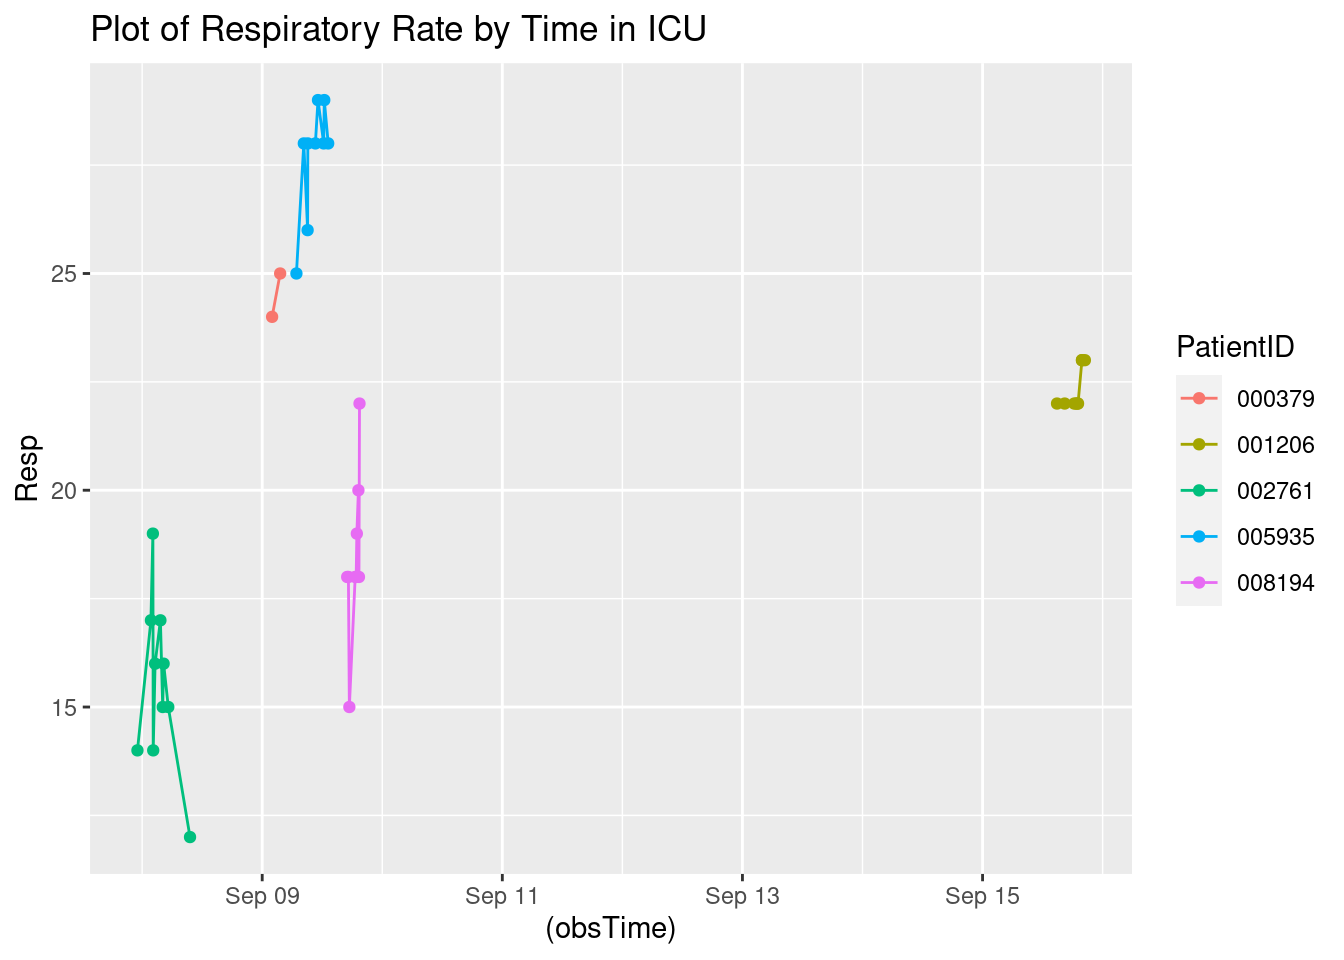 Plot of Respiratory Rate by Time in ICU
Resp
25
20
15
Sep 09
Sep 11
Sep 13
Sep 15
(obsTime)
PatientID
000379
001206
002761
005935
008194